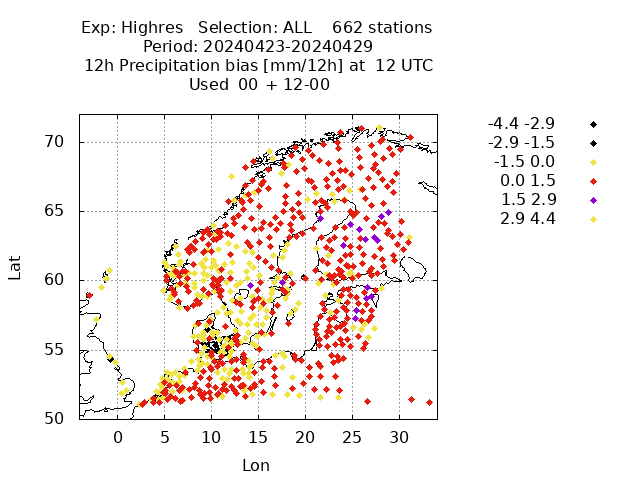 Exp: Highres   Selection: ALL    662 stations
Period: 20240423-20240429
12h Precipitation bias [mm/12h] at  12 UTC
Used  00 + 12-00
70
65
60
55
50
Lat
0 5 10 15 20 25 30
Lon
-4.4 -2.9
-2.9 -1.5
-1.5 0.0
0.0 1.5
1.5 2.9
2.9 4.4